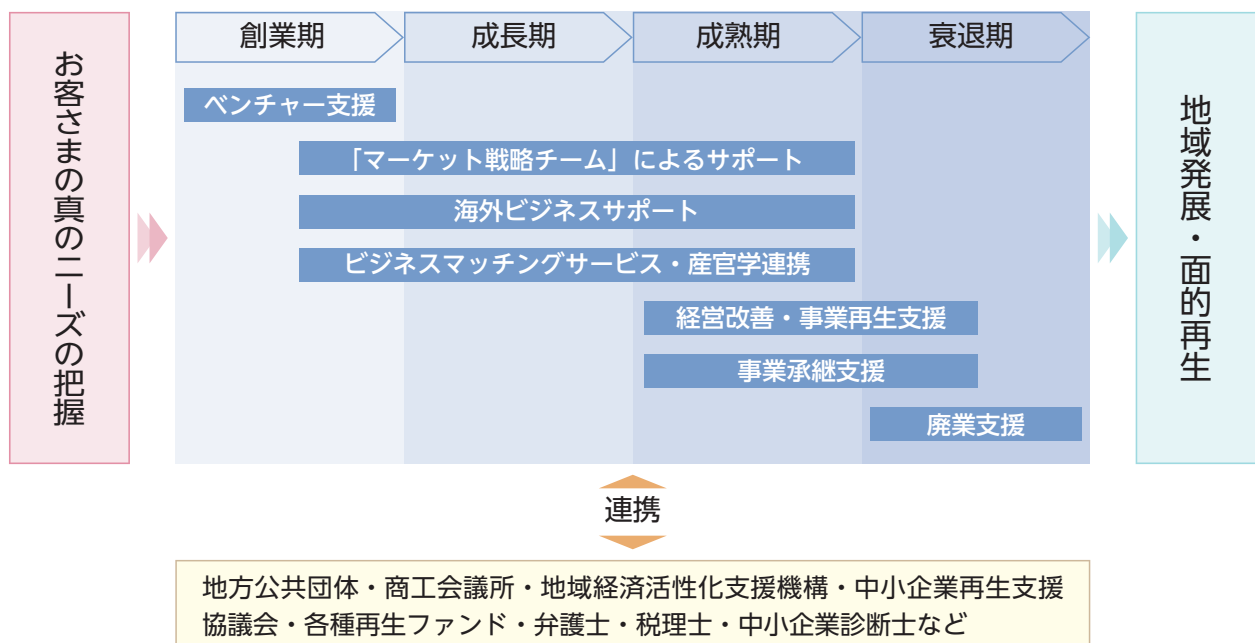 お客さまの真のニーズの把握
創業期
成長期
成熟期
衰退期
ベンチャー支援
「マーケット戦略チーム」によるサポート
海外ビジネスサポート
ビジネスマッチングサービス・産官学連携
経営改善・事業再生支援
事業承継支援
廃業支援
地域発展・面的再生
連携
地方公共団体・商工会議所・地域経済活性化支援機構・中小企業再生支援
協議会・各種再生ファンド・弁護士・税理士・中小企業診断士など